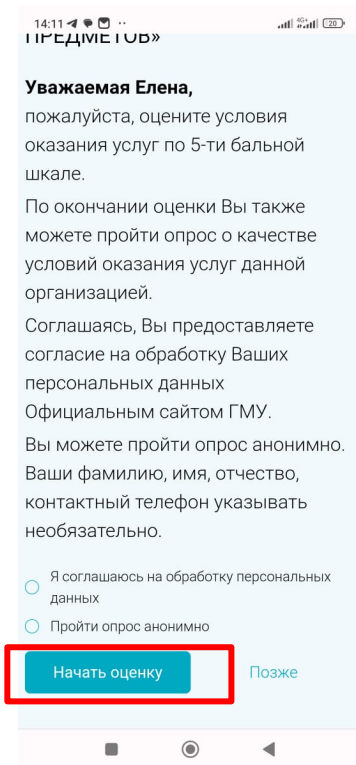 14:11
4G+
20
ПРЕДМЕТОВ»
Уважаемая Елена,
пожалуйста, оцените условия
оказания услуг по 5-ти бальной
шкале.
По окончании оценки Вы также
можете пройти опрос о качестве
условий оказания услуг данной
организацией.
Соглашаясь, Вы предоставляете
согласие на обработку Ваших
персональных данных
Официальным сайтом ГМУ.
Вы можете пройти опрос анонимно.
Ваши фамилию, имя, отчество,
контактный телефон указывать
необязательно.
Я соглашаюсь на обработку персональных
данных
Пройти опрос анонимно
Начать оценку Позже